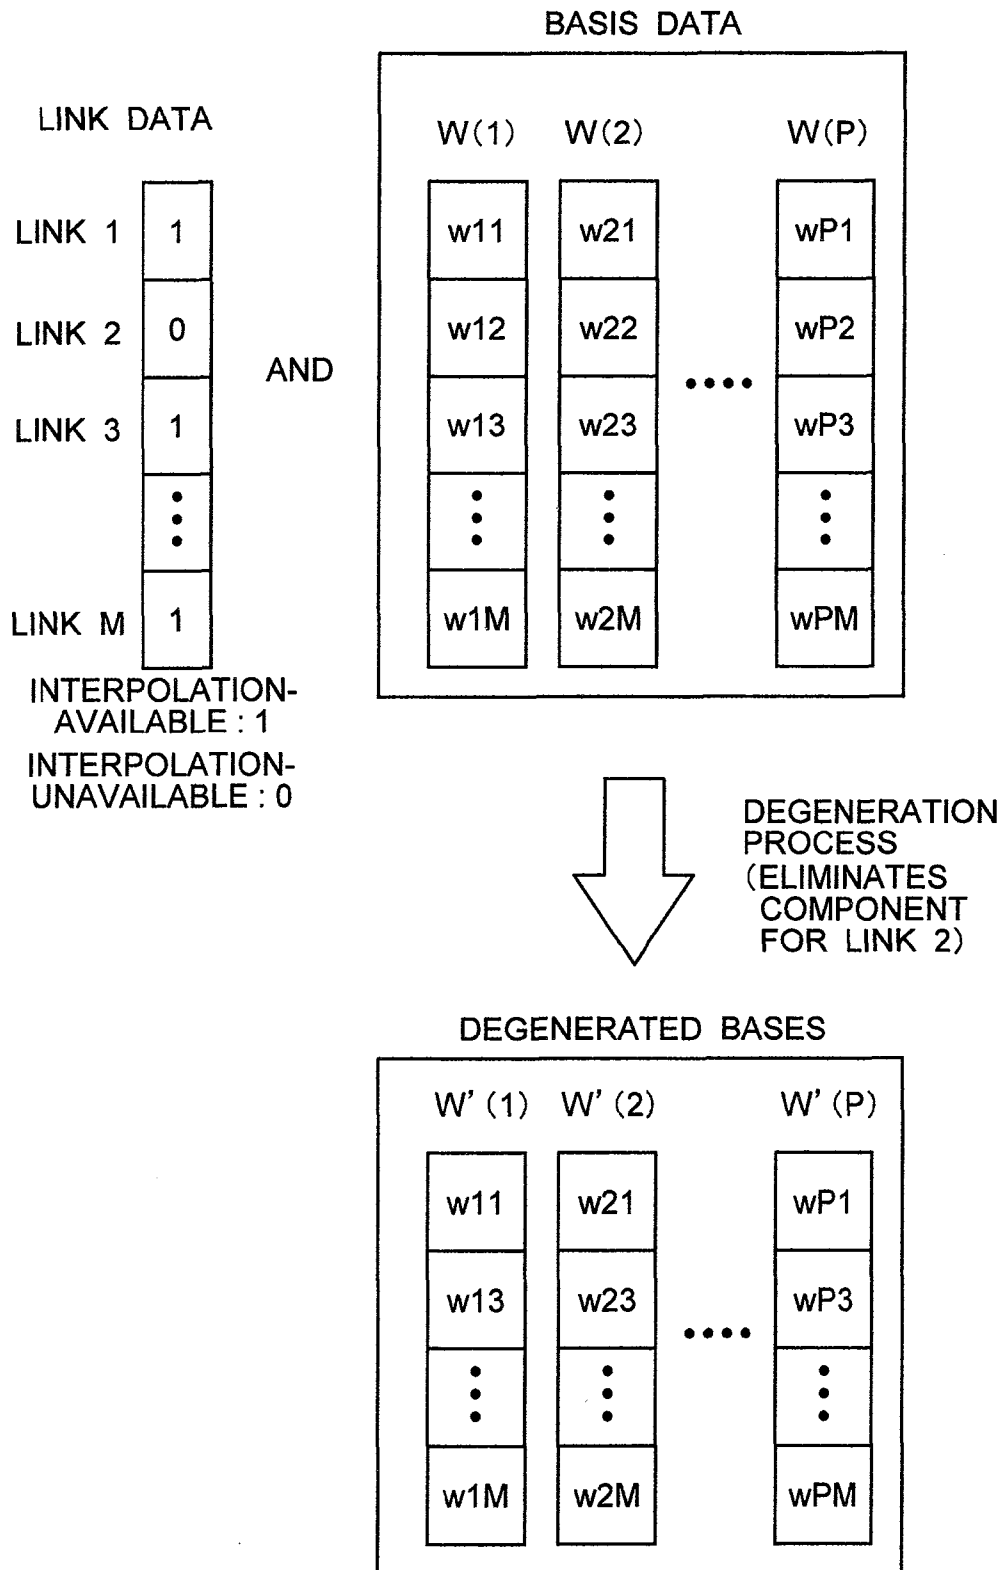 BASIS DATA
LINK DATA
W(1) W(2) W(P)
LINK 1 1 w11 w21 wP1
LINK 2 0 w12 w22 wP2
AND
LINK 3 1 w13 w23 wP3
LINK M 1 w1M w2M wPM
INTERPOLATION-
AVAILABLE : 1
INTERPOLATION-
UNAVAILABLE : 0
DEGENERATION
PROCESS
(ELIMINATES
COMPONENT
FOR LINK 2)
DEGENERATED BASES
W' (1) W' (2) W' (P)
w11 w21 wP1
w13 w23 wP3
w1M w2M wPM